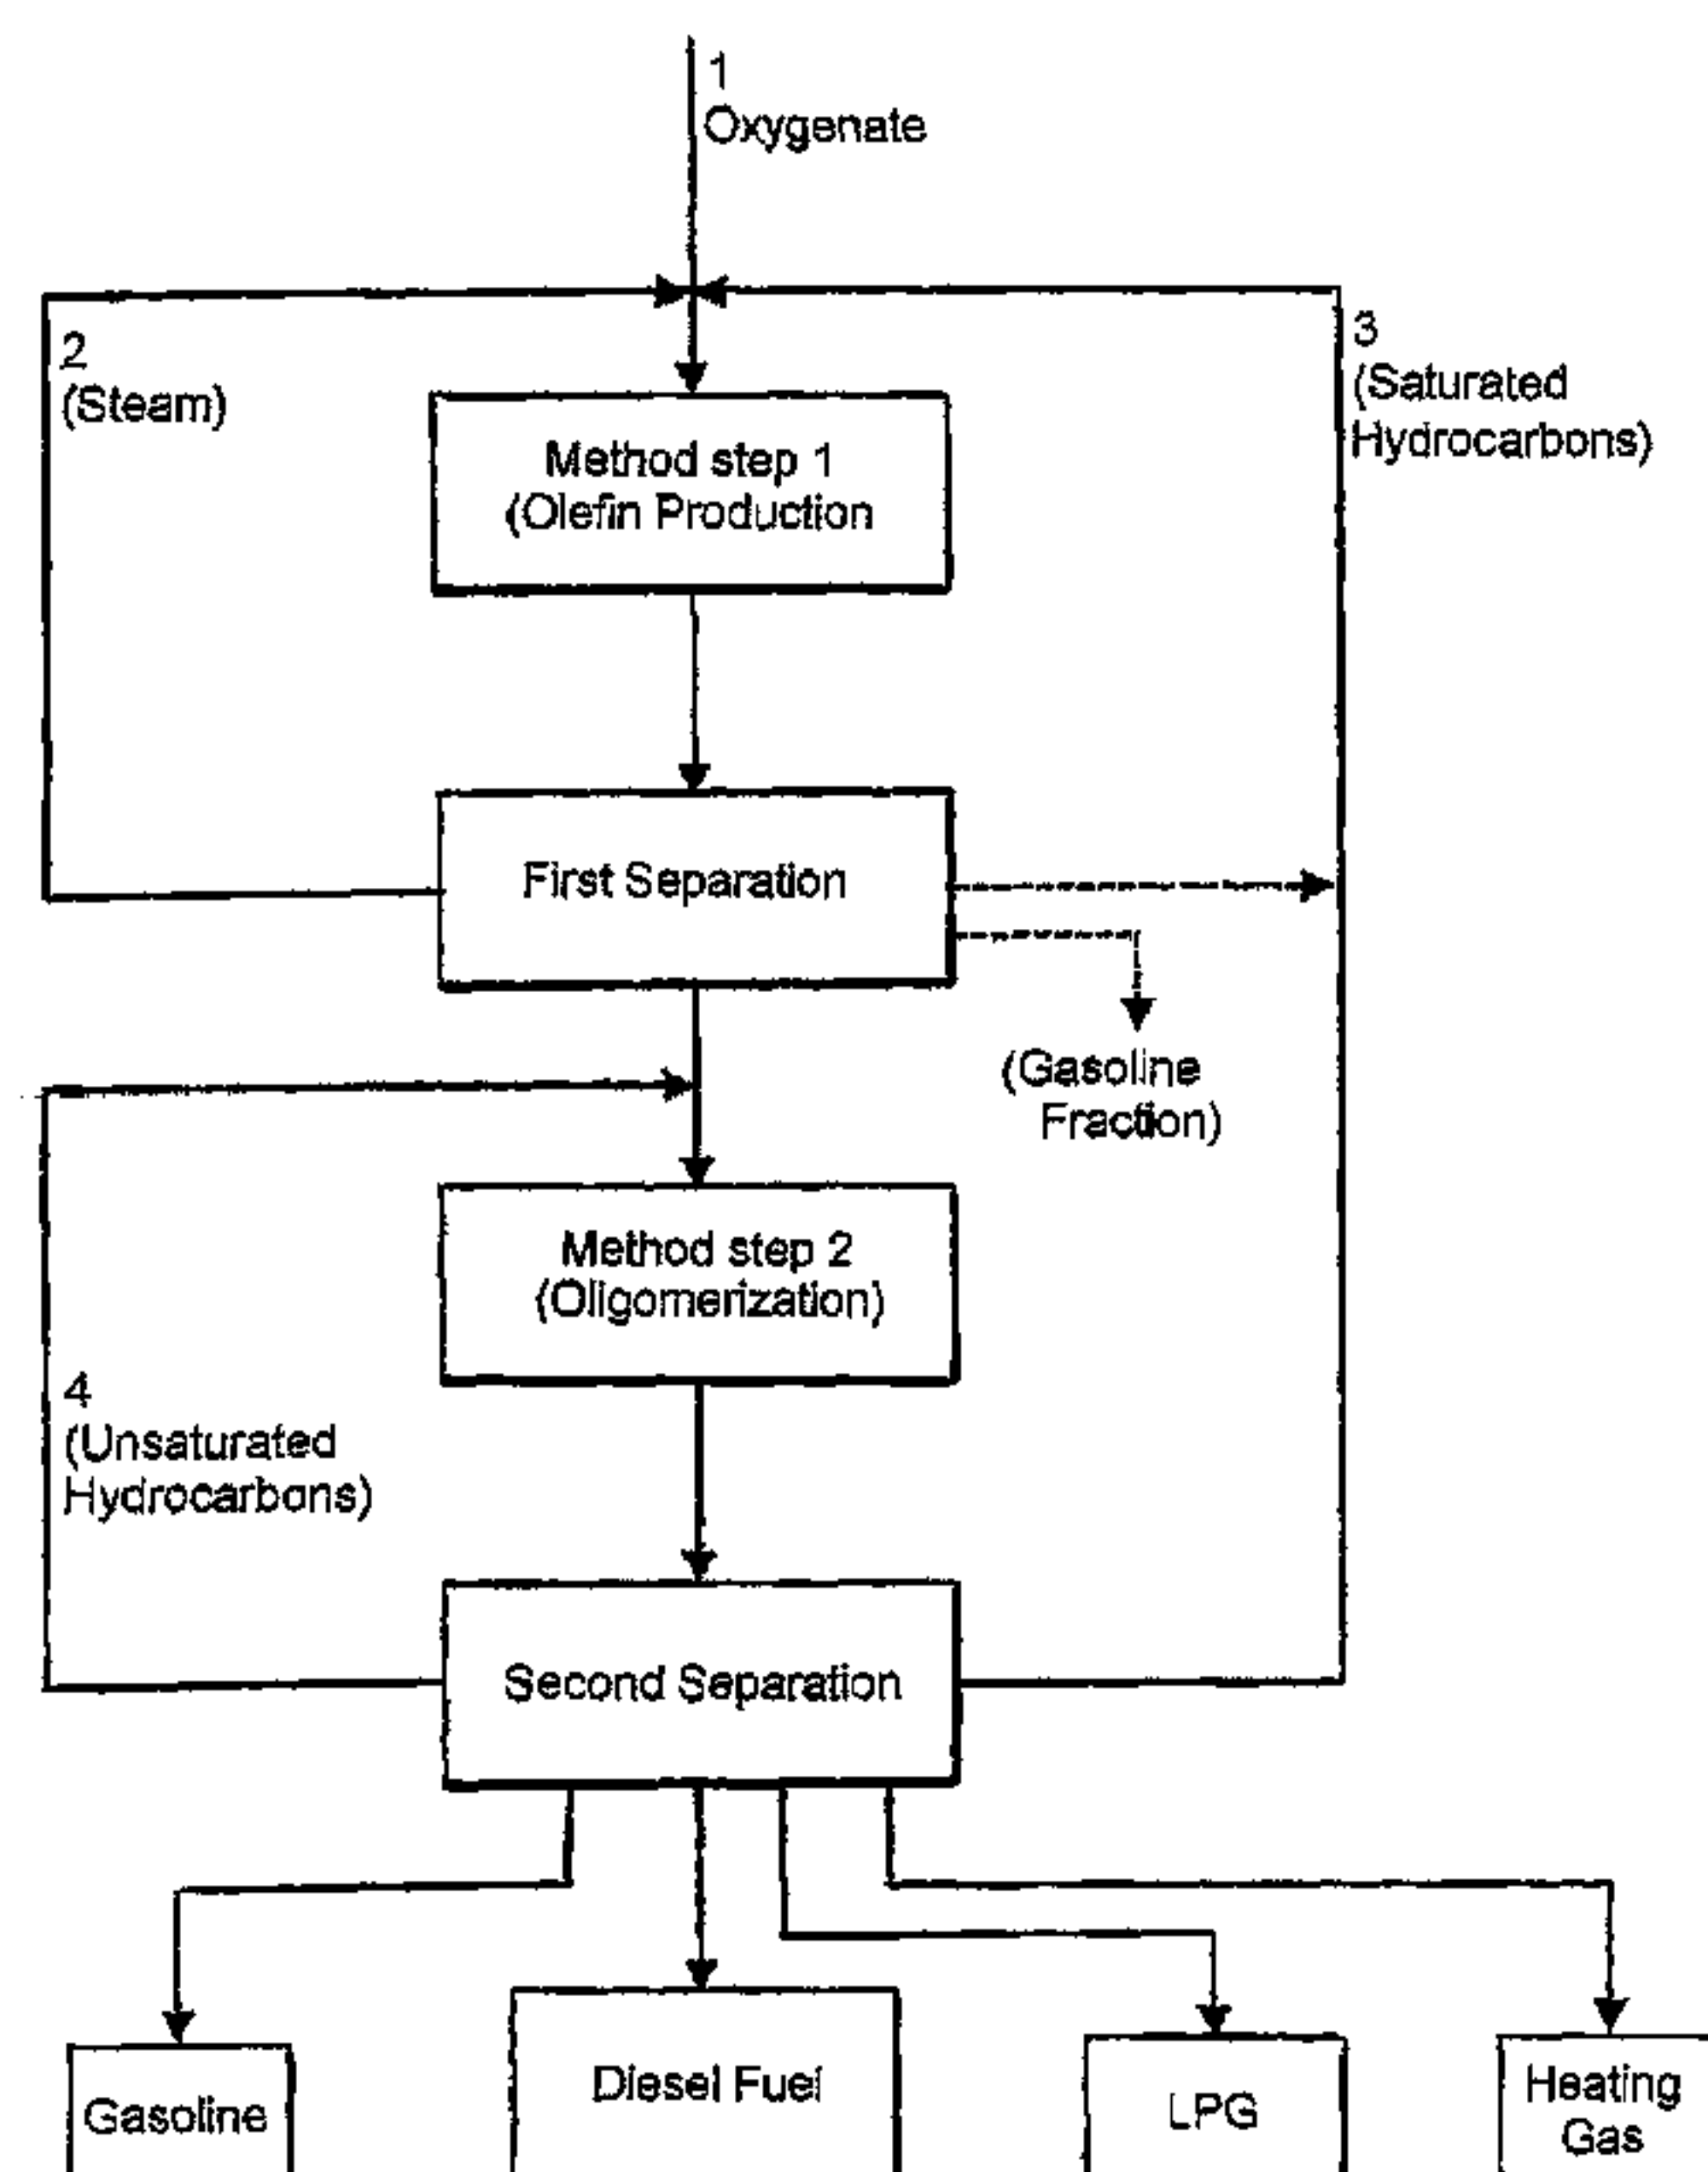 1
Oxygenate
2
(Steam)
3
(Saturated
Hydrocarbons)
Method step 1
(Olefin Production
First Separation
(Gasoline
Fraction)
Method step 2
(Oligomerization)
4
(Unsaturated
Hydrocarbons)
Second Separation
Gasoline
Diesel Fuel
LPG
Heating
Gas